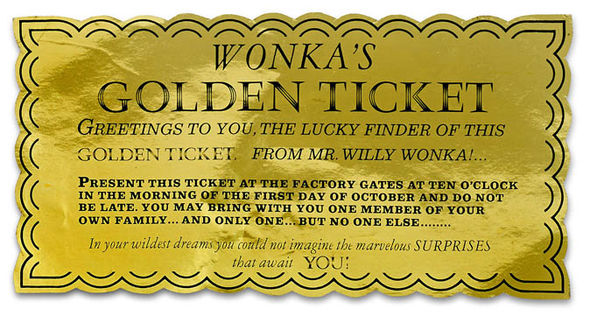 WONKA'S
GOLDEN TICKET
GREETINGS TO YOU, THE LUCKY FINDER OF THIS
GOLDEN TICKET, FROM MR. WILLY WONKA!...
PRESENT THIS TICKET AT THE FACTORY GATES AT TEN O'CLOCK
IN THE MORNING OF THE FIRST DAY OF OCTOBER AND DO NOT
BE LATE. YOU MAY BRING WITH YOU ONE MEMBER OF YOUR
OWN FAMILY... AND ONLY ONE... BUT NO ONE ELSE........
In your wildest dreams you could not imagine the marvelous SURPRISES
that await YOU!